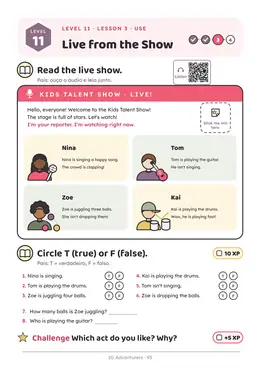 LEVEL 11
LEVEL 11 • LESSON 3 • USE
Live from the Show
3 4
Read the live show.
Pais: ouça o áudio e leia junto.
Listen
KIDS TALENT SHOW · LIVE!
Hello, everyone! Welcome to the Kids Talent Show!
The stage is full of stars. Let's watch!
I'm your reporter. I'm watching right now.
Nina
Nina is singing a happy song.
The crowd is clapping!
Tom
Tom is playing the guitar.
He isn't singing.
Zoe
Zoe is juggling three balls.
She isn't dropping them.
Kai
Kai is playing the drums.
Wow, he is playing fast!
Circle T (true) or F (false).
10 XP
Pais: T = verdadeiro, F = falso.
1. Nina is singing. T F
2. Tom is playing the drums. T F
3. Zoe is juggling four balls. T F
4. Kai is playing the drums. T F
5. Tom isn't singing. T F
6. Zoe is dropping the balls. T F
7. How many balls is Zoe juggling?
8. Who is playing the guitar?
Challenge Which act do you like? Why?
+5 XP
2G Adventurers · 95